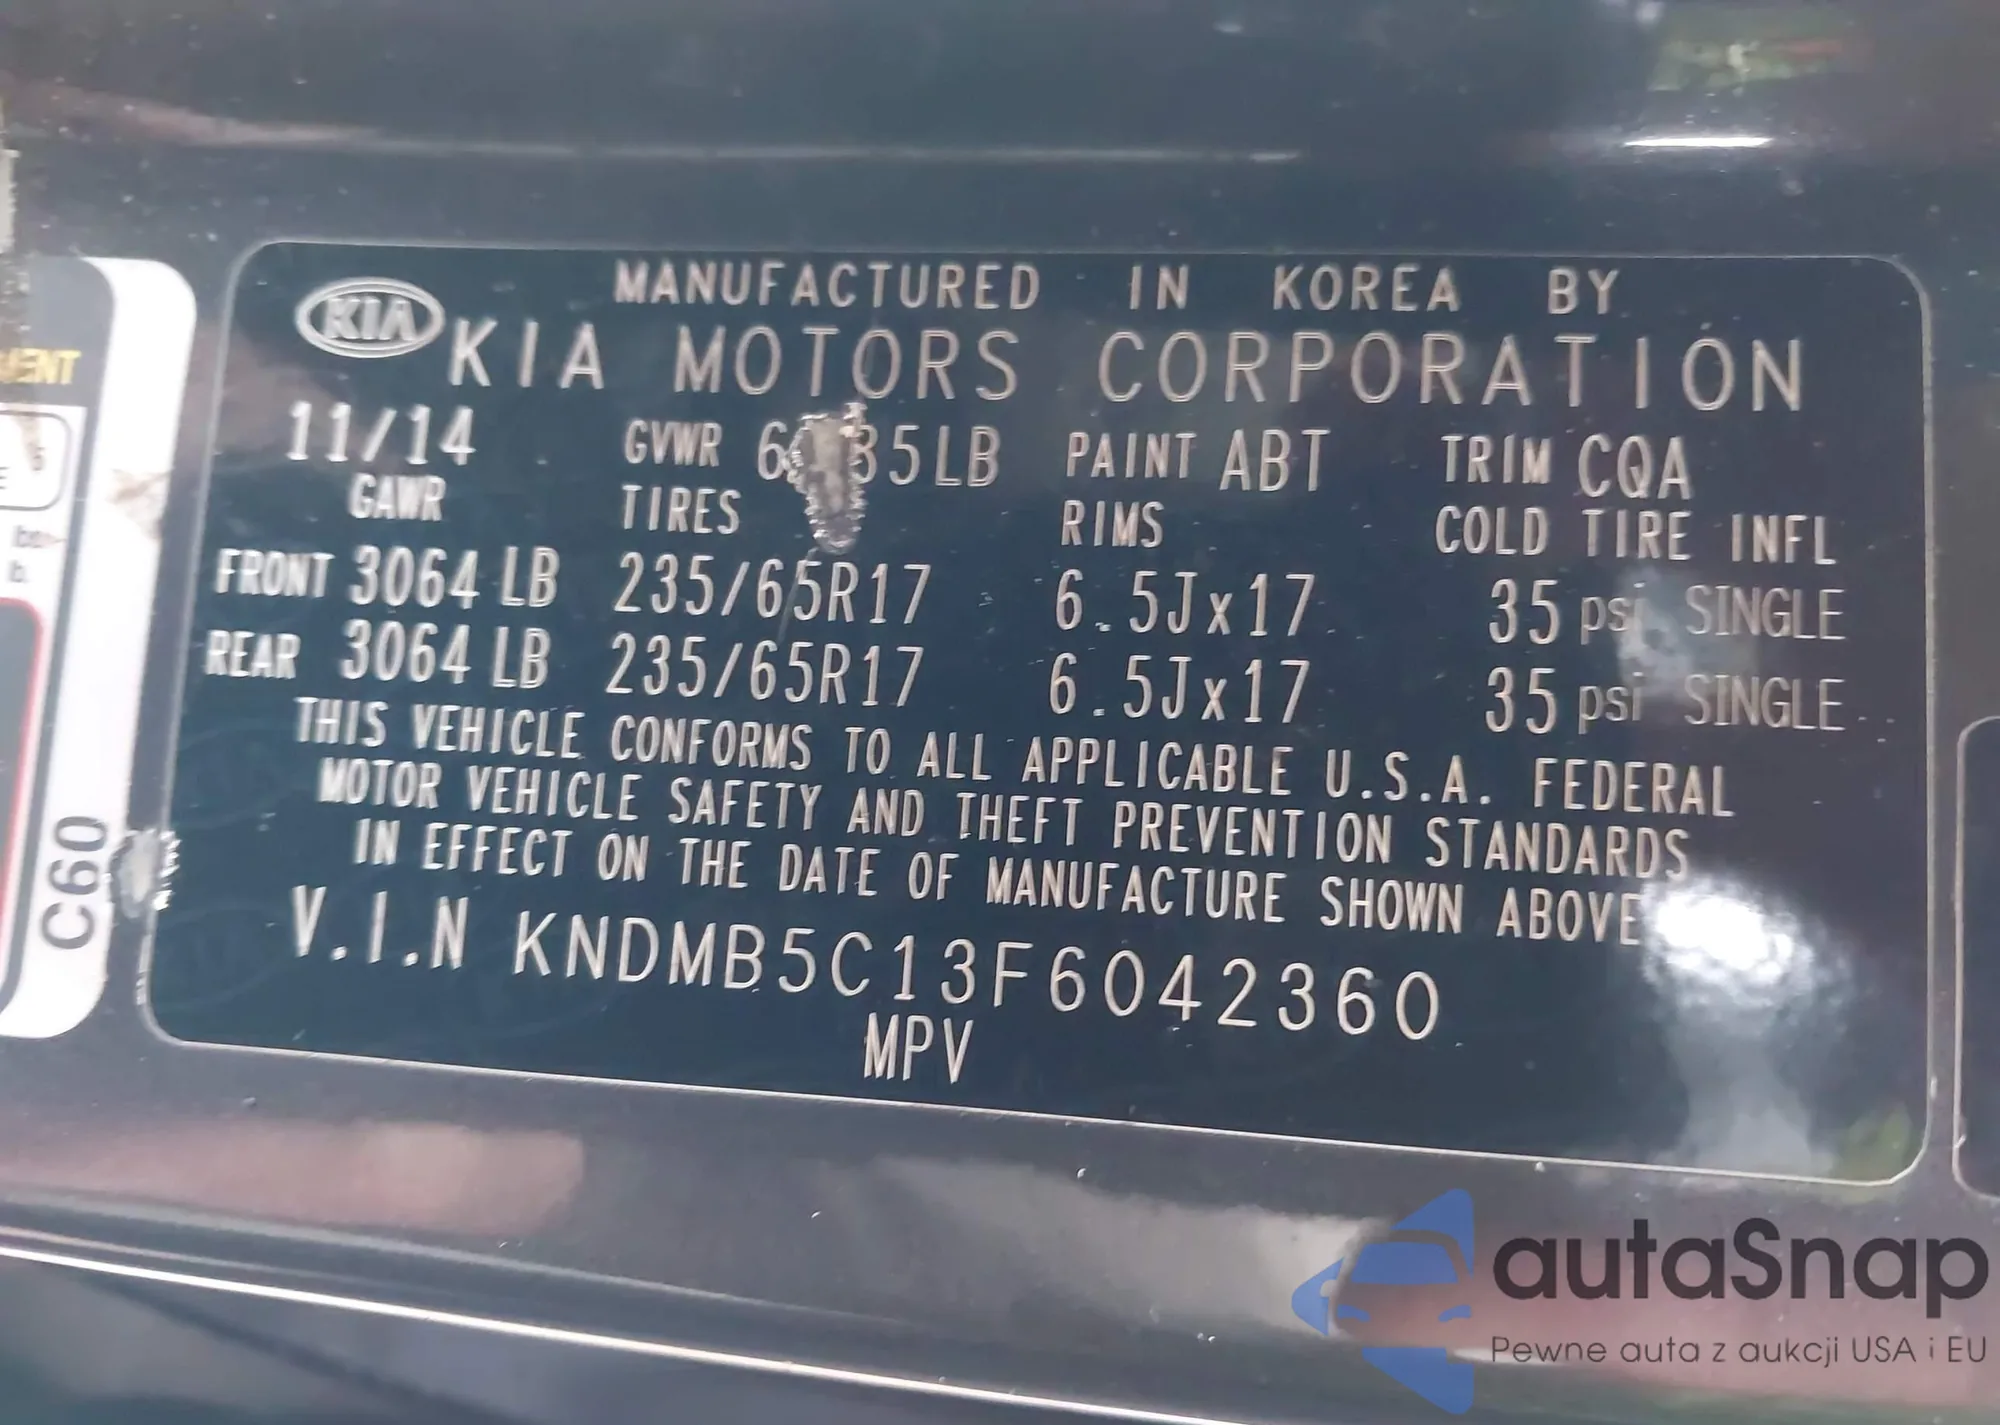 MANUFACTURED IN KOREA BY
KIA KIA MOTORS CORPORATION
11/14 GVWR LB PAINT ABT TRIM CQA
GAWR TIRES RIMS COLD TIRE INFL
FRONT 3064 LB 235/65R17 6.5Jx17 35 psi SINGLE
REAR 3064 LB 235/65R17 6.5Jx17 35 psi SINGLE
THIS VEHICLE CONFORMS TO ALL APPLICABLE U.S.A. FEDERAL
MOTOR VEHICLE SAFETY AND THEFT PREVENTION STANDARDS
IN EFFECT ON THE DATE OF MANUFACTURE SHOWN ABOVE
V.I.N KNDMB5C13F6042360
MPV
C60
autaSnap
Pewne auta z aukcji USA i EU